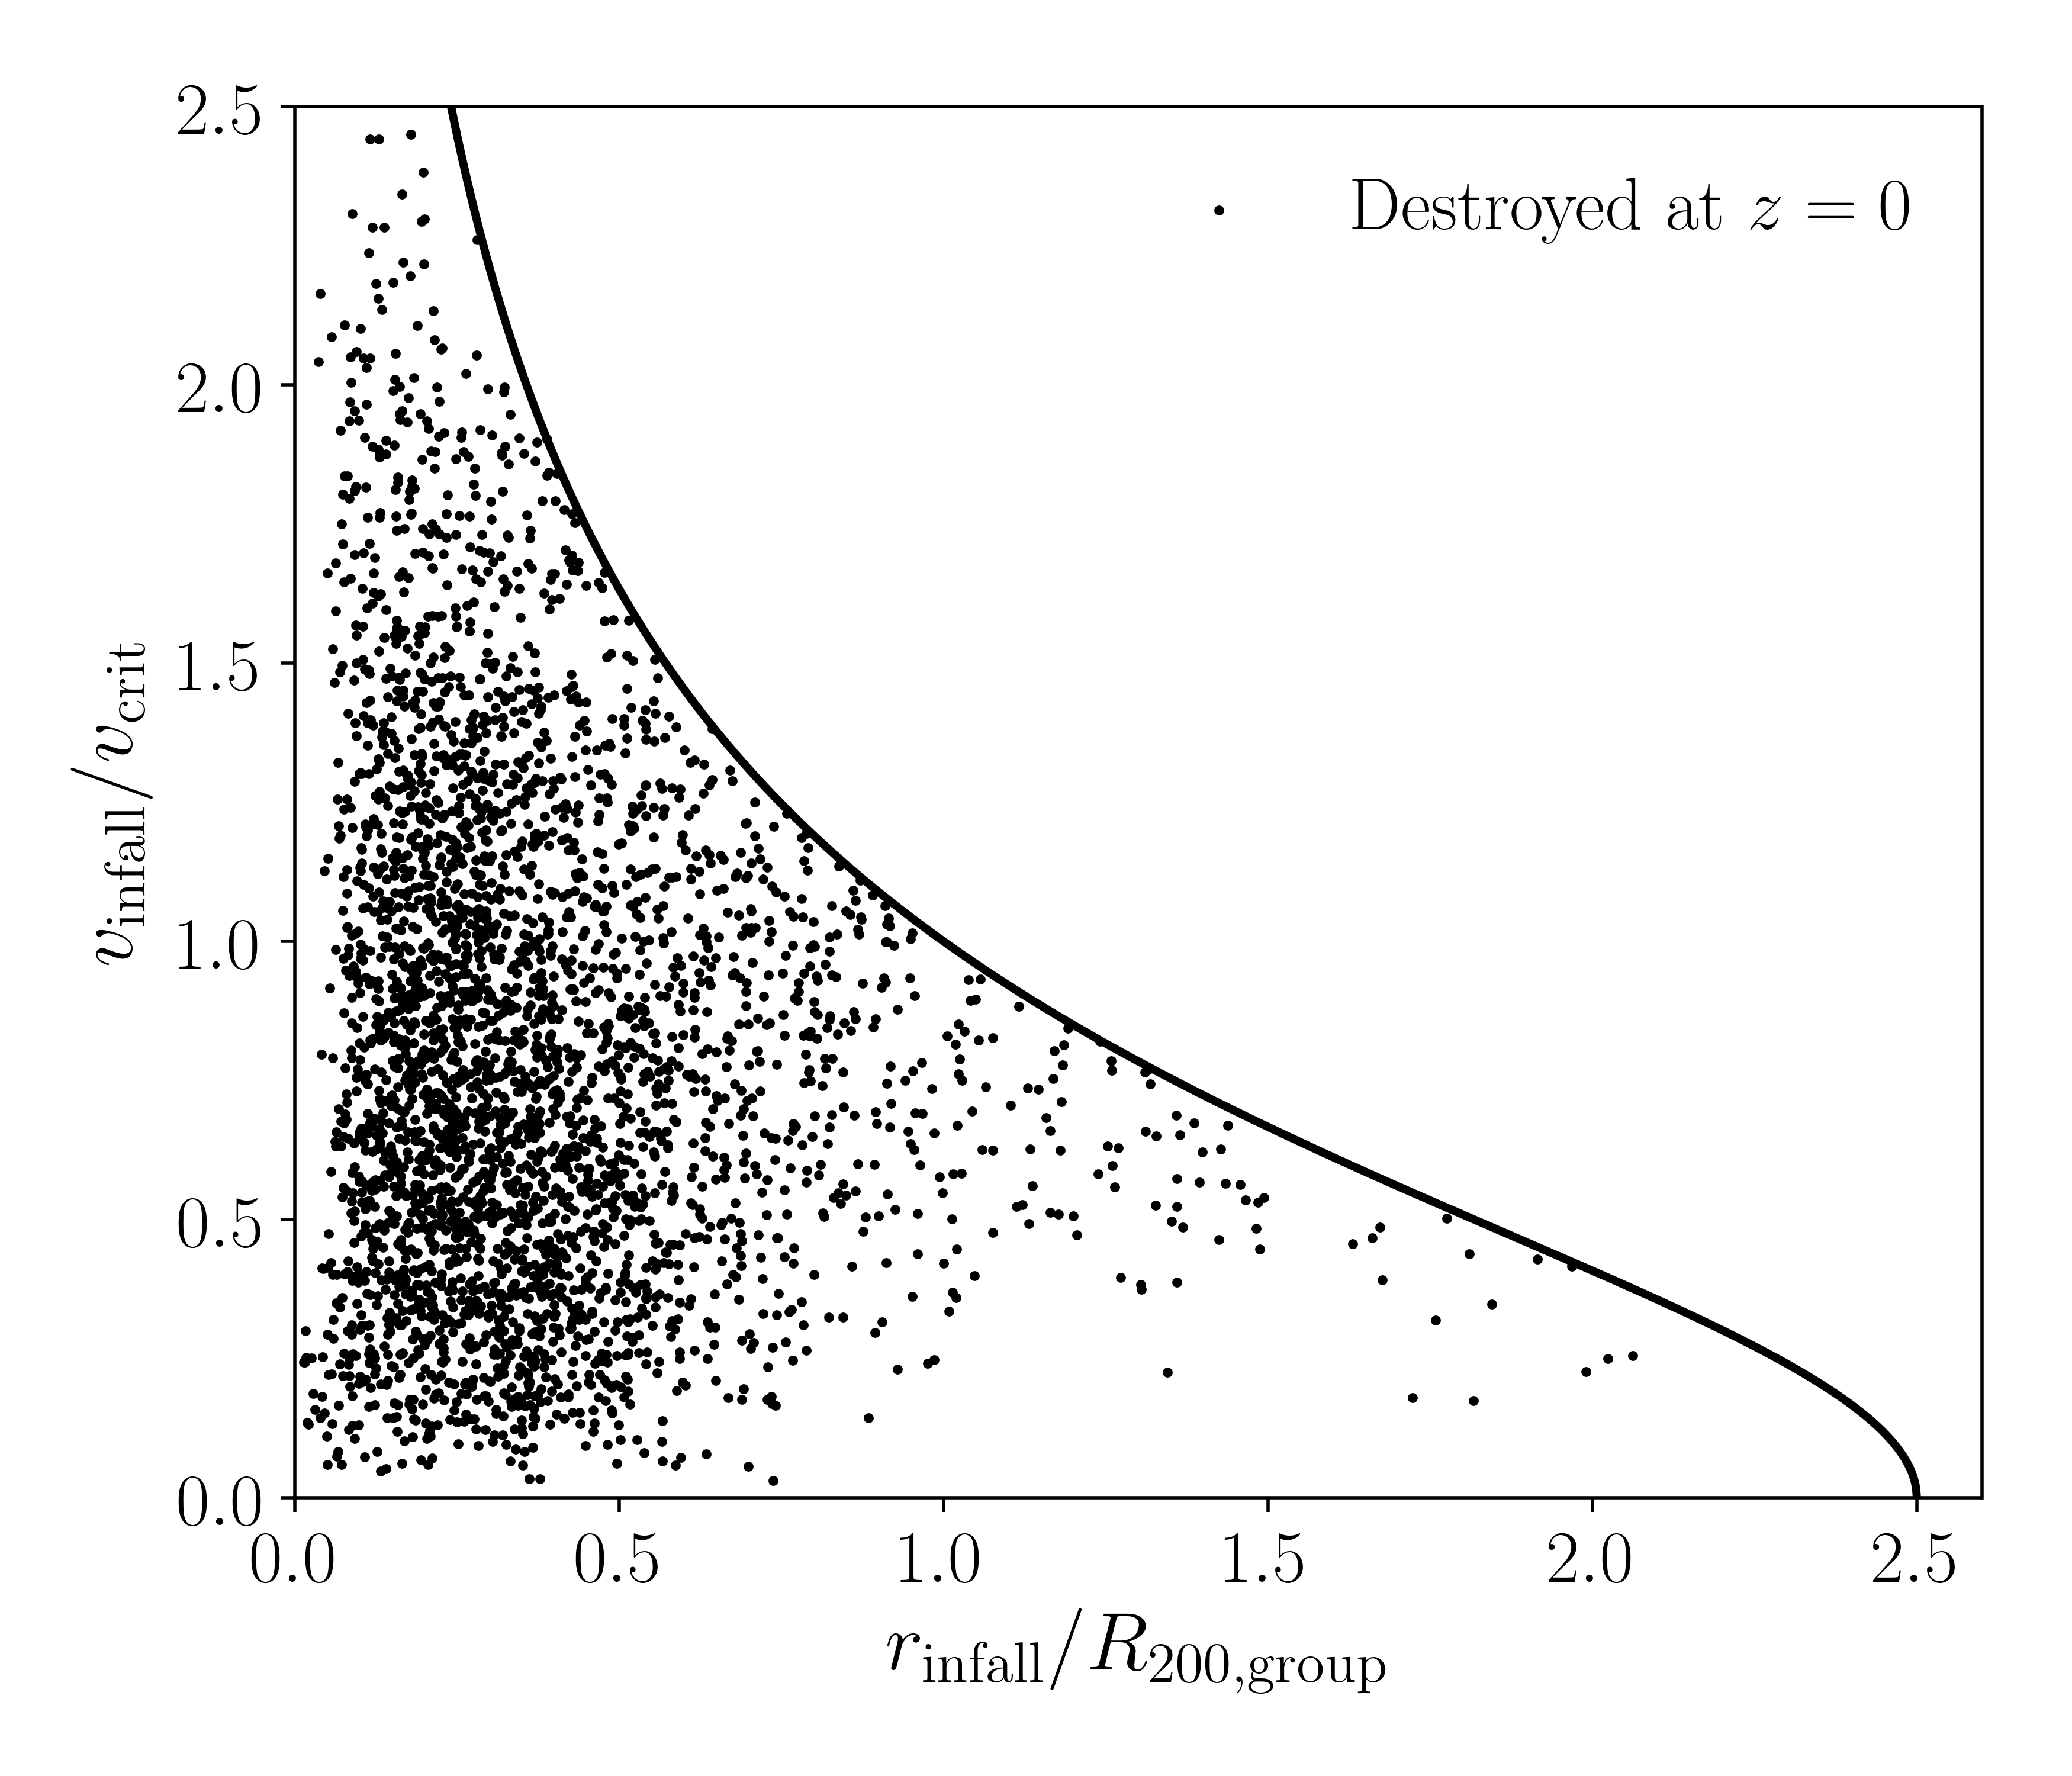 2.5
2.0
1.5
1.0
0.5
0.0
v_infall/v_crit
Destroyed at z = 0
0.0 0.5 1.0 1.5 2.0 2.5
r_infall/R_200,group